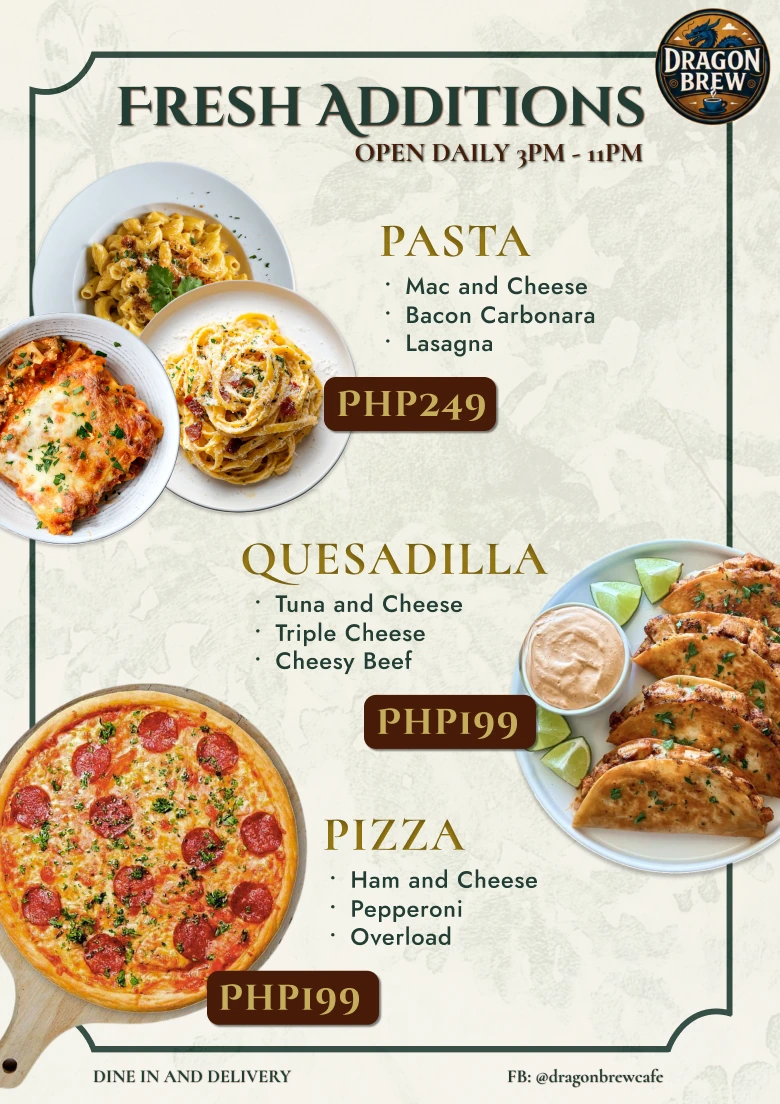 DRAGON
BREW
FRESH ADDITIONS
OPEN DAILY 3PM - 11PM
PASTA
· Mac and Cheese
· Bacon Carbonara
· Lasagna
PHP249
QUESADILLA
· Tuna and Cheese
· Triple Cheese
· Cheesy Beef
PHP199
PIZZA
· Ham and Cheese
· Pepperoni
· Overload
PHP199
DINE IN AND DELIVERY
FB: @dragonbrewcafe